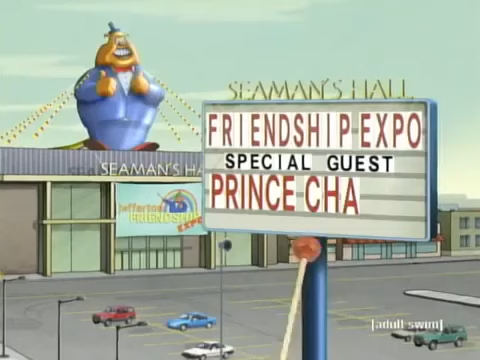 SEAMAN'S HALL
FRIENDSHIP EXPO
SPECIAL GUEST
PRINCE CHA
SEAMAN'S HA
Jefferton
FRIENDSHIP
EXPO
[adult swim]